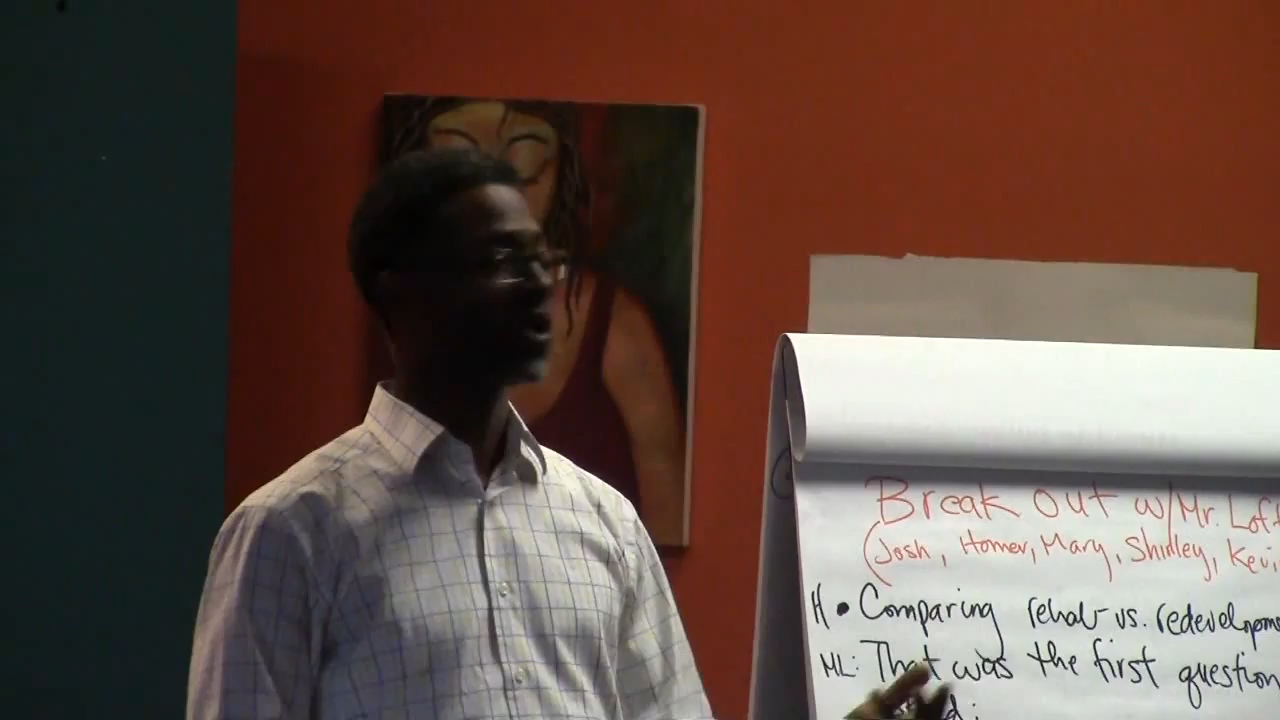 Break Out w/Mr. Loft
(Josh, Homer, Mary, Shirley, Kevi
H • Comparing rehab vs. redevelopme
ML: That was the first question
d: